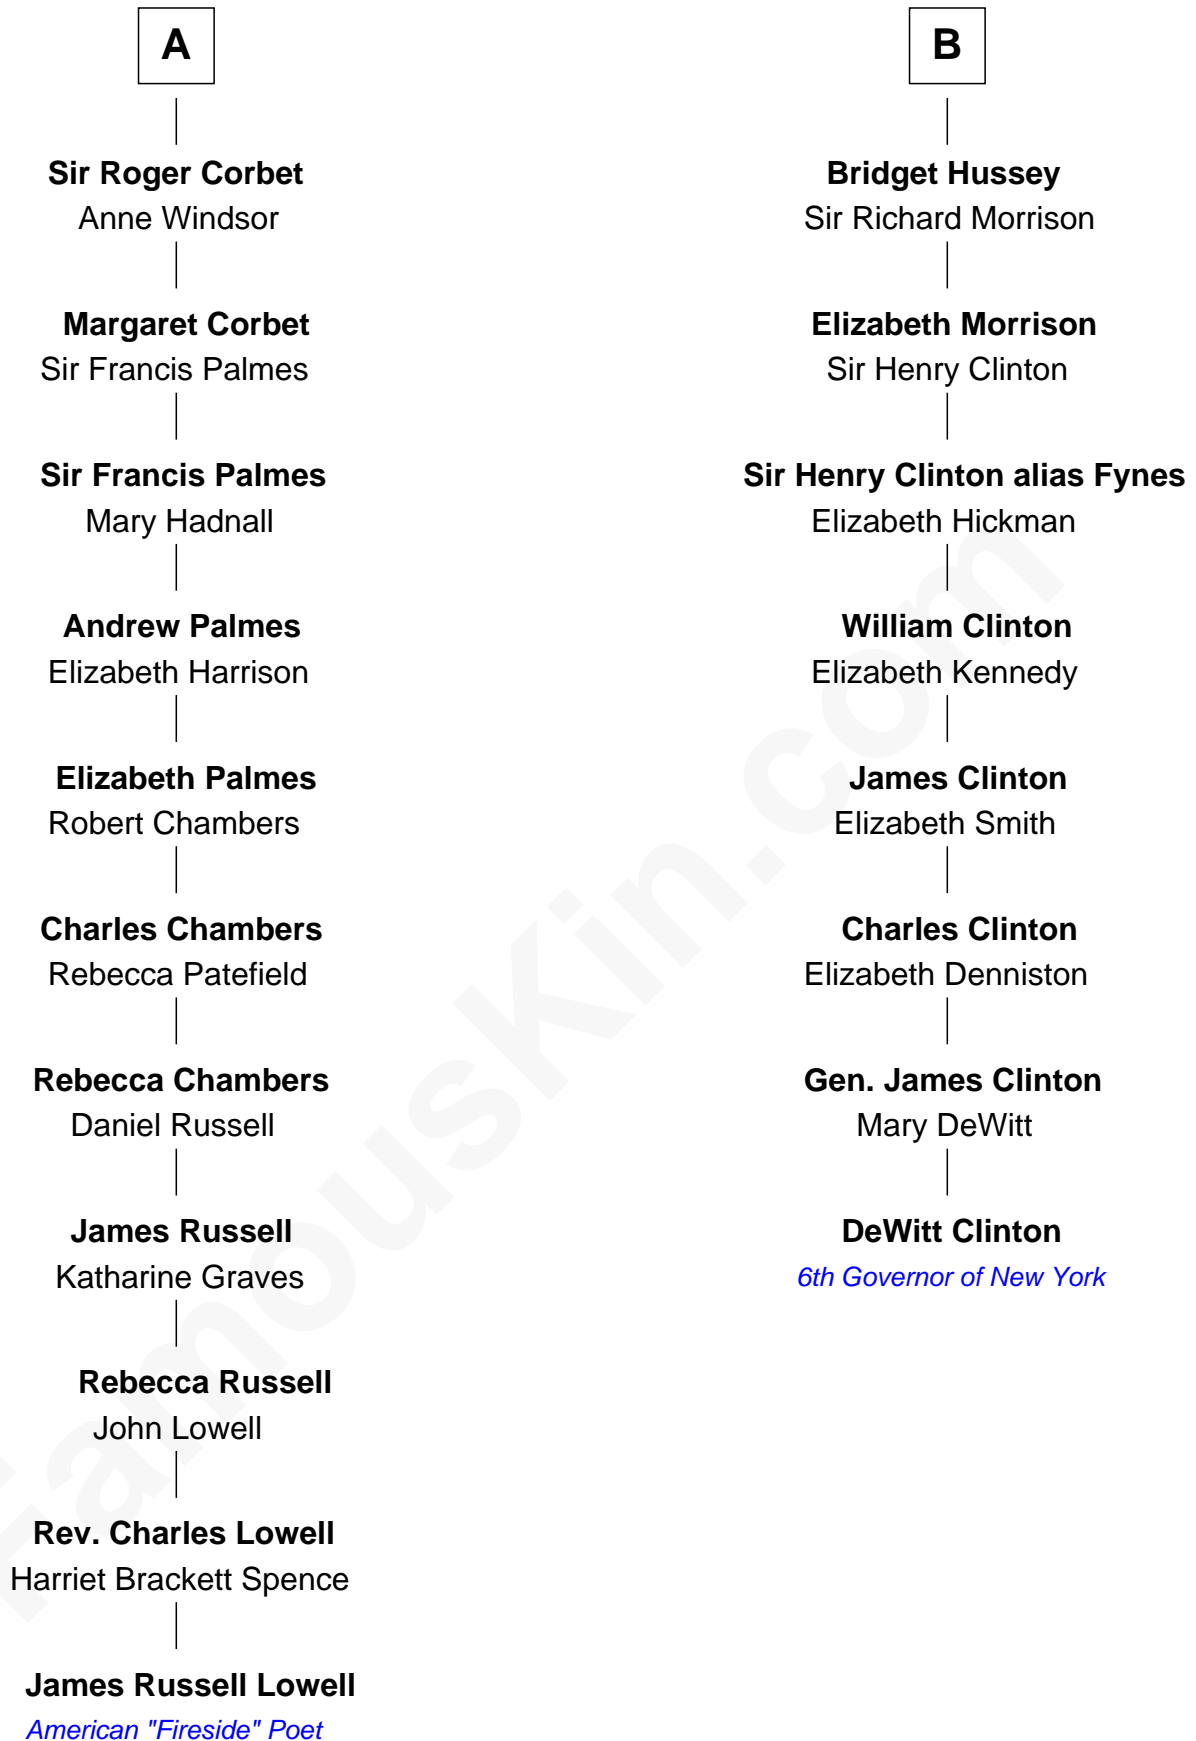 A
Sir Roger Corbet
Anne Windsor
Margaret Corbet
Sir Francis Palmes
Sir Francis Palmes
Mary Hadnall
Andrew Palmes
Elizabeth Harrison
Elizabeth Palmes
Robert Chambers
Charles Chambers
Rebecca Patefield
Rebecca Chambers
Daniel Russell
James Russell
Katharine Graves
Rebecca Russell
John Lowell
Rev. Charles Lowell
Harriet Brackett Spence
James Russell Lowell
American "Fireside" Poet
B
Bridget Hussey
Sir Richard Morrison
Elizabeth Morrison
Sir Henry Clinton
Sir Henry Clinton alias Fynes
Elizabeth Hickman
William Clinton
Elizabeth Kennedy
James Clinton
Elizabeth Smith
Charles Clinton
Elizabeth Denniston
Gen. James Clinton
Mary DeWitt
DeWitt Clinton
6th Governor of New York
FamousKin.com